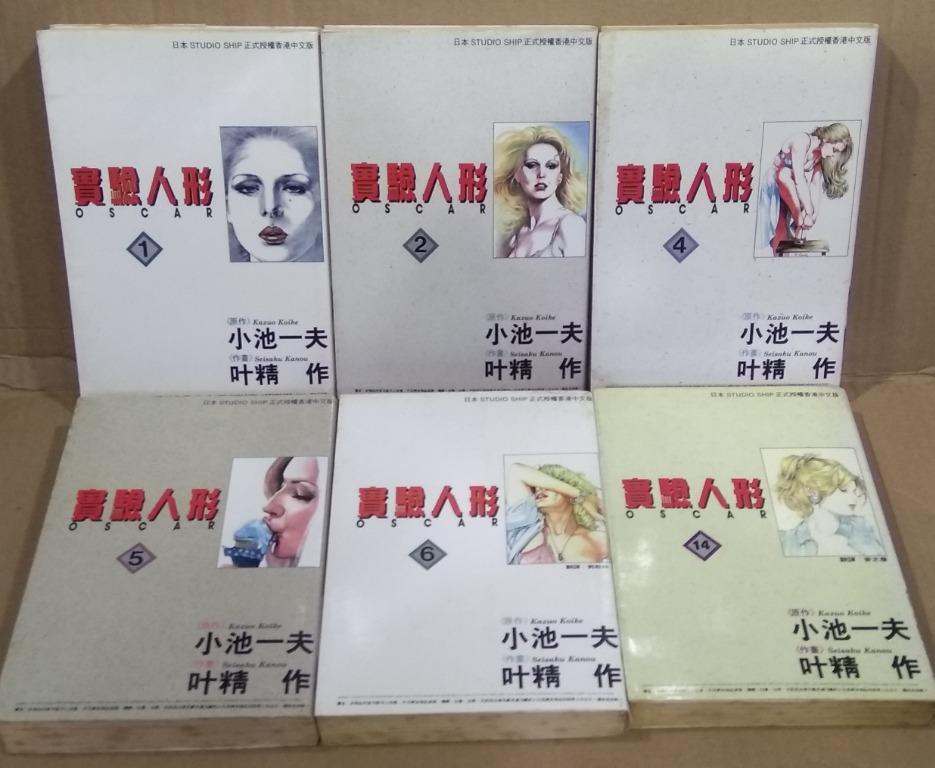 日本 STUDIO SHIP 正式授權香港中文版
實驗人形
OSCAR
1
〈原作〉 Kazuo Koike
小池一夫
〈作畫〉 Seisaku Kanou
叶精 作
日本 STUDIO SHIP 正式授權香港中文版
實驗人形
OSCAR
2
〈原作〉 Kazuo Koike
小池一夫
〈作畫〉 Seisaku Kanou
叶精 作
日本 STUDIO SHIP 正式授權香港中文版
實驗人形
OSCAR
4
〈原作〉 Kazuo Koike
小池一夫
〈作畫〉 Seisaku Kanou
叶精 作
日本 STUDIO SHIP 正式授權香港中文版
實驗人形
OSCAR
5
〈原作〉 Kazuo Koike
小池一夫
〈作畫〉 Seisaku Kanou
叶精 作
日本 STUDIO SHIP 正式授權香港中文版
實驗人形
OSCAR
6
翻譯
〈原作〉 Kazuo Koike
小池一夫
〈作畫〉 Seisaku Kanou
叶精 作
日本 STUDIO SHIP 正式授權香港中文版
實驗人形
OSCAR
14
翻譯
〈原作〉 Kazuo Koike
小池一夫
〈作畫〉 Seisaku Kanou
叶精 作